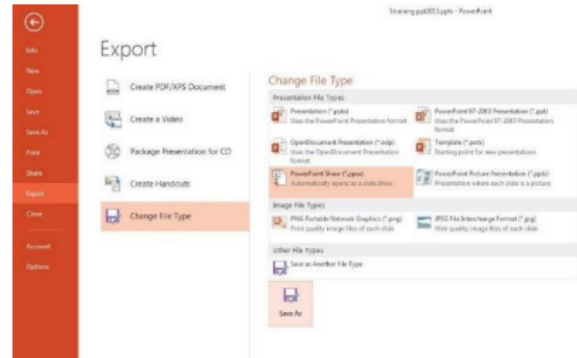 Straining ppt2013.pptx - PowerPoint
Info
New
Open
Save
Save As
Print
Share
Export
Close
Account
Options
Export
Create PDF/XPS Document
Create a Video
Package Presentation for CD
Create Handouts
Change File Type
Change File Type
Presentation File Types
Presentation (*.pptx)
Uses the PowerPoint Presentation format
PowerPoint 97-2003 Presentation (*.ppt)
Uses the PowerPoint 97-2003 Presentation
format
OpenDocument Presentation (*.odp)
Uses the OpenDocument Presentation
format
Template (*.potx)
Starting point for new presentations
PowerPoint Show (*.ppsx)
Automatically opens as a slide show
PowerPoint Picture Presentation (*.pptx)
Presentation where each slide is a picture
Image File Types
PNG Portable Network Graphics (*.png)
Print quality image files of each slide
JPEG File Interchange Format (*.jpg)
Web quality image files of each slide
Other File Types
Save as Another File Type
Save As